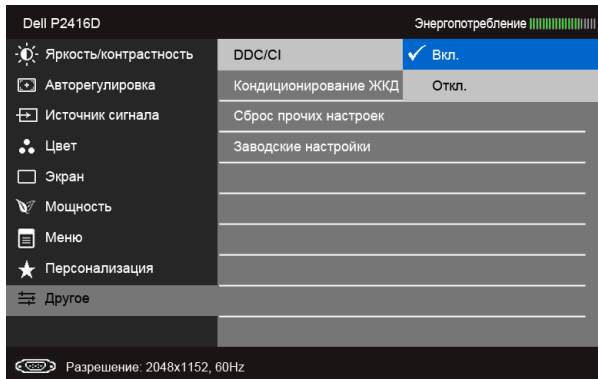 Dell P2416D Энергопотребление
Яркость/контрастность DDC/CI Вкл.
Авторегулировка Кондиционирование ЖКД Откл.
Источник сигнала Сброс прочих настроек
Цвет Заводские настройки
Экран
Мощность
Меню
Персонализация
Другое
Разрешение: 2048x1152, 60Hz